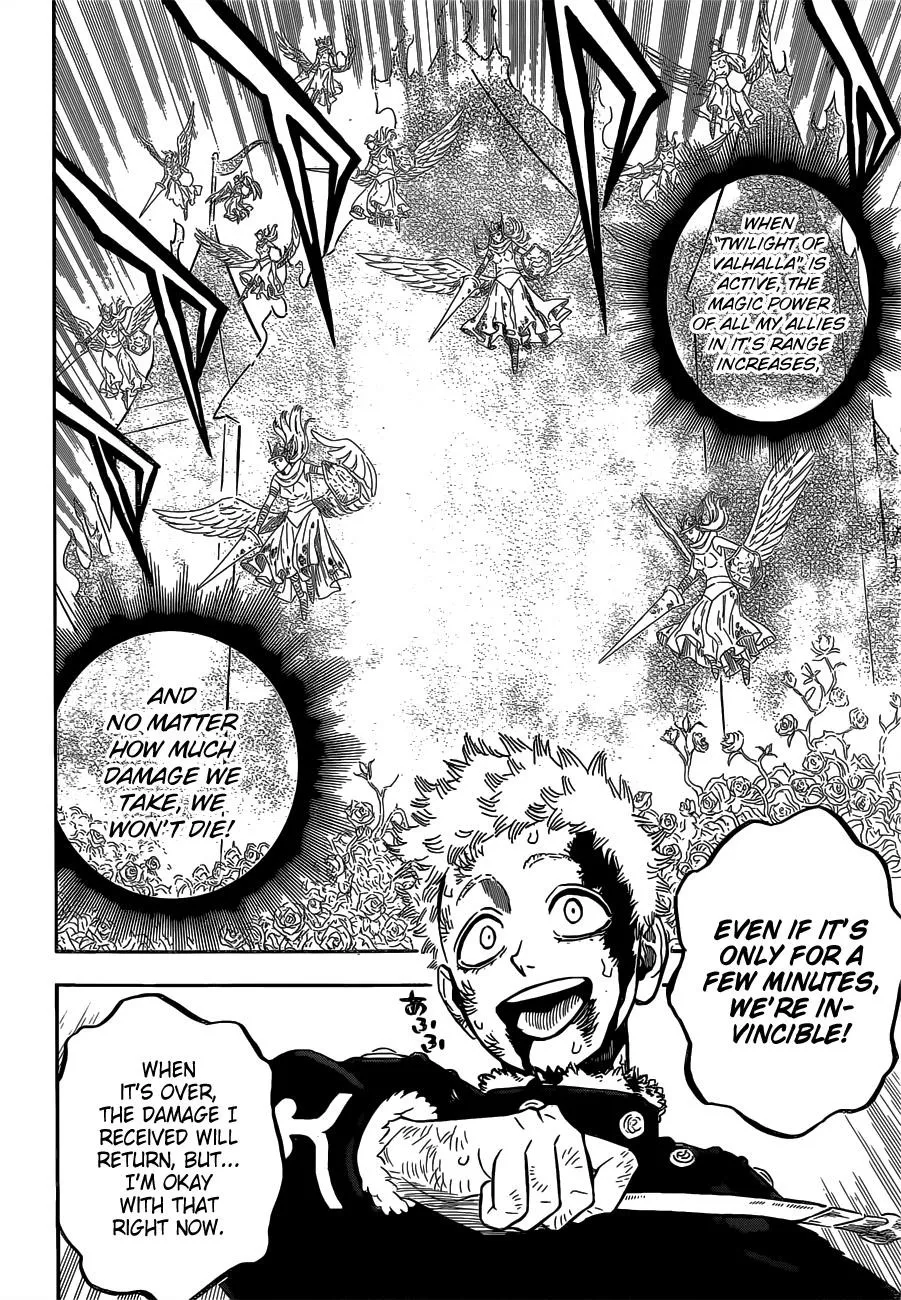 WHEN
"TWILIGHT OF
VALHALLA" IS
ACTIVE, THE
MAGIC POWER
OF ALL MY ALLIES
IN IT'S RANGE
INCREASES,
AND
NO MATTER
HOW MUCH
DAMAGE WE
TAKE, WE
WON'T DIE!
EVEN IF IT'S
ONLY FOR A
FEW MINUTES,
WE'RE IN-
VINCIBLE!
あふふ
WHEN
IT'S OVER,
THE DAMAGE I
RECEIVED WILL
RETURN, BUT...
I'M OKAY
WITH THAT
RIGHT NOW.